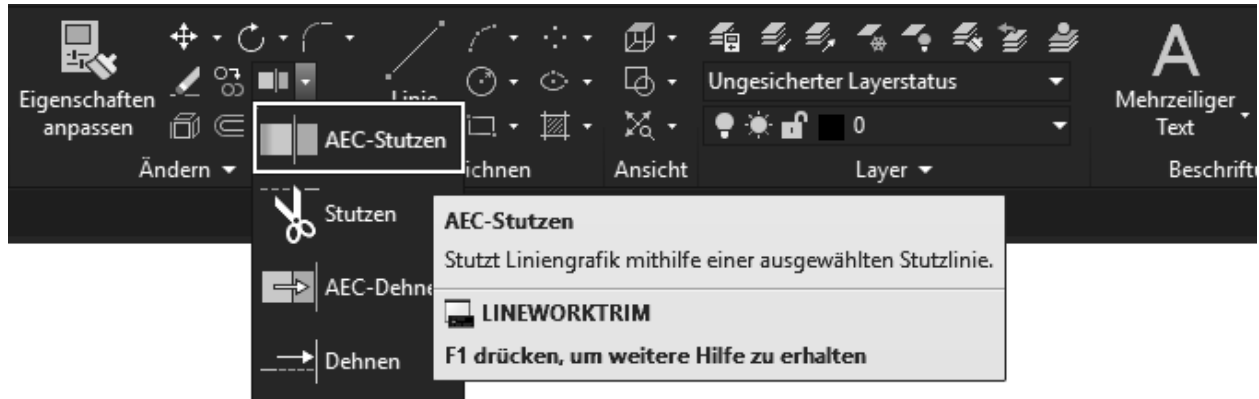 Eigenschaften
anpassen
Ändern
Linie
ichnen
Ansicht
Ungesicherter Layerstatus
0
Layer
A
Mehrzeiliger
Text
Beschriftu
AEC-Stutzen
Stutzen
AEC-Dehne
Dehnen
AEC-Stutzen
Stutzt Liniengrafik mithilfe einer ausgewählten Stutzlinie.
LINEWORKTRIM
F1 drücken, um weitere Hilfe zu erhalten